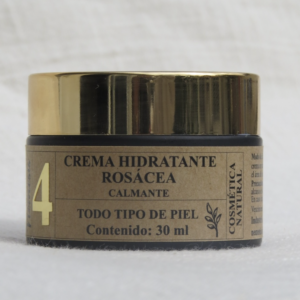 4
CREMA HIDRATANTE
ROSÁCEA
CALMANTE
TODO TIPO DE PIEL
Contenido: 30 ml
COSMÉTICA
NATURAL